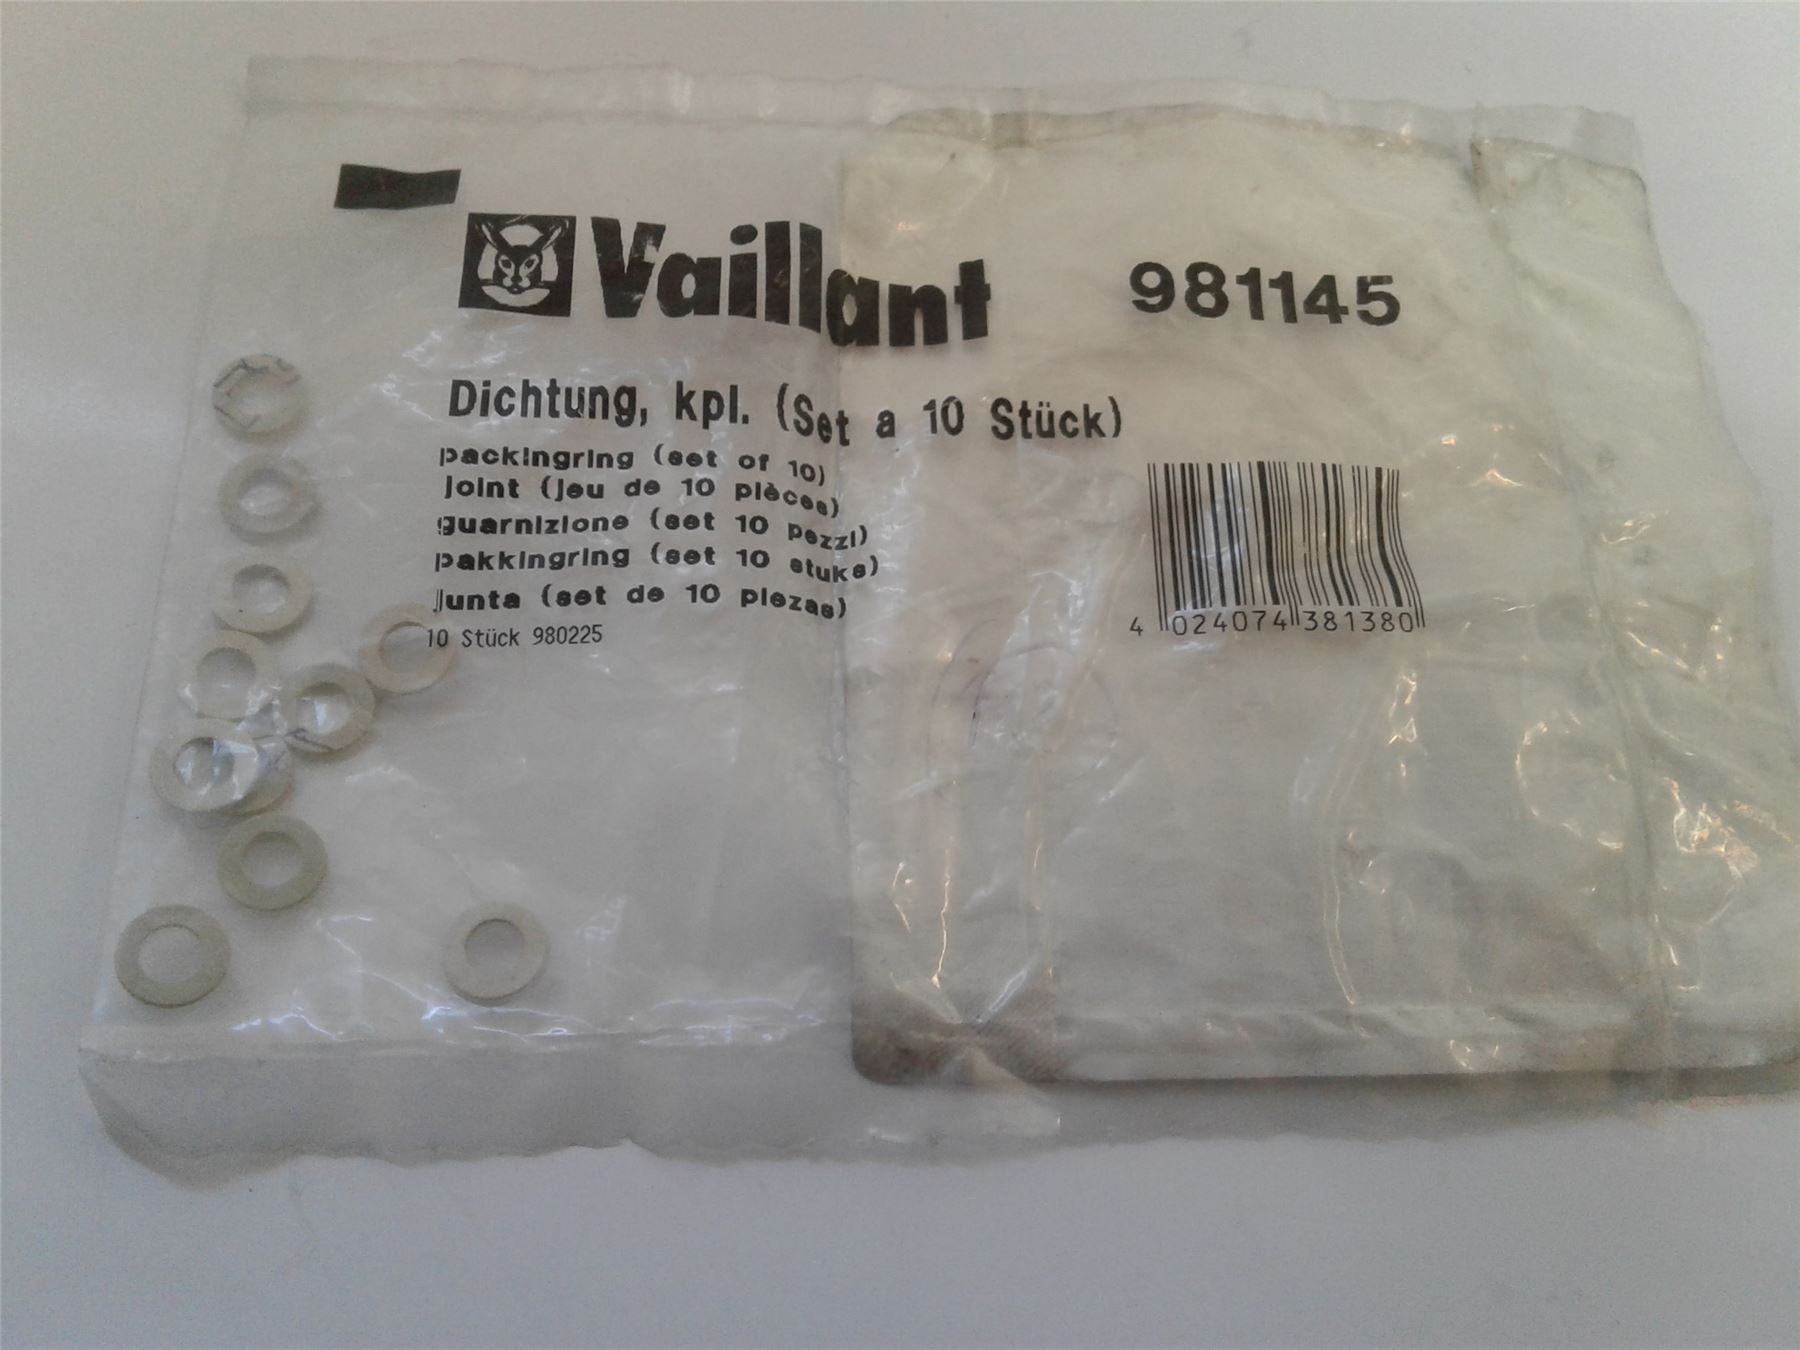 Vaillant 981145
Dichtung, kpl. (Set a 10 Stück)
packingring (set of 10)
joint (jeu de 10 pièces)
guarnizione (set 10 pezzi)
pakkingring (set 10 stuks)
junta (set de 10 piezas)
10 Stück 980225
4 024074 381380